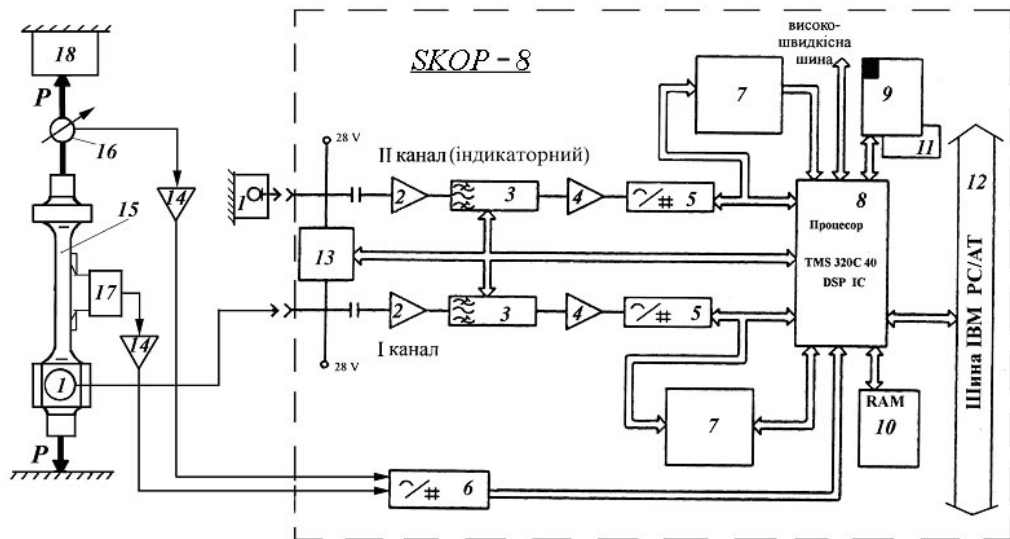 18
P
16
14
15
17
14
1
P
SKOP - 8
28 V
II канал (індикаторний)
1
2
3
4
5
13
2
3
4
5
I канал
28 V
7
високо-
швидкісна
шина
9
11
8
Процесор
TMS 320C 40
DSP IC
7
RAM
10
6
12
Шина IBM PC/AT